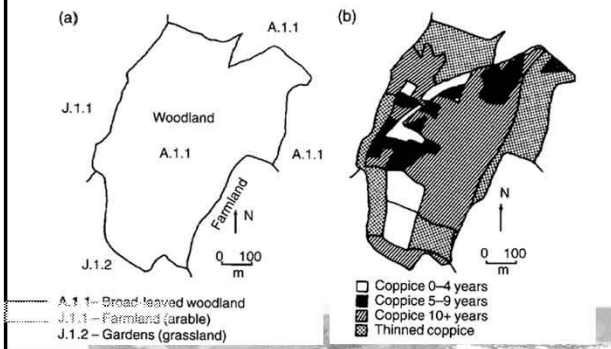 (a)
A.1.1
J.1.1
Woodland
A.1.1
A.1.1
Farmland
N
0 100
m
J.1.2
A.1.1 – Broad-leaved woodland
J.1.1 – Farmland (arable)
J.1.2 – Gardens (grassland)
(b)
N
0 100
m
Coppice 0–4 years
Coppice 5–9 years
Coppice 10+ years
Thinned coppice